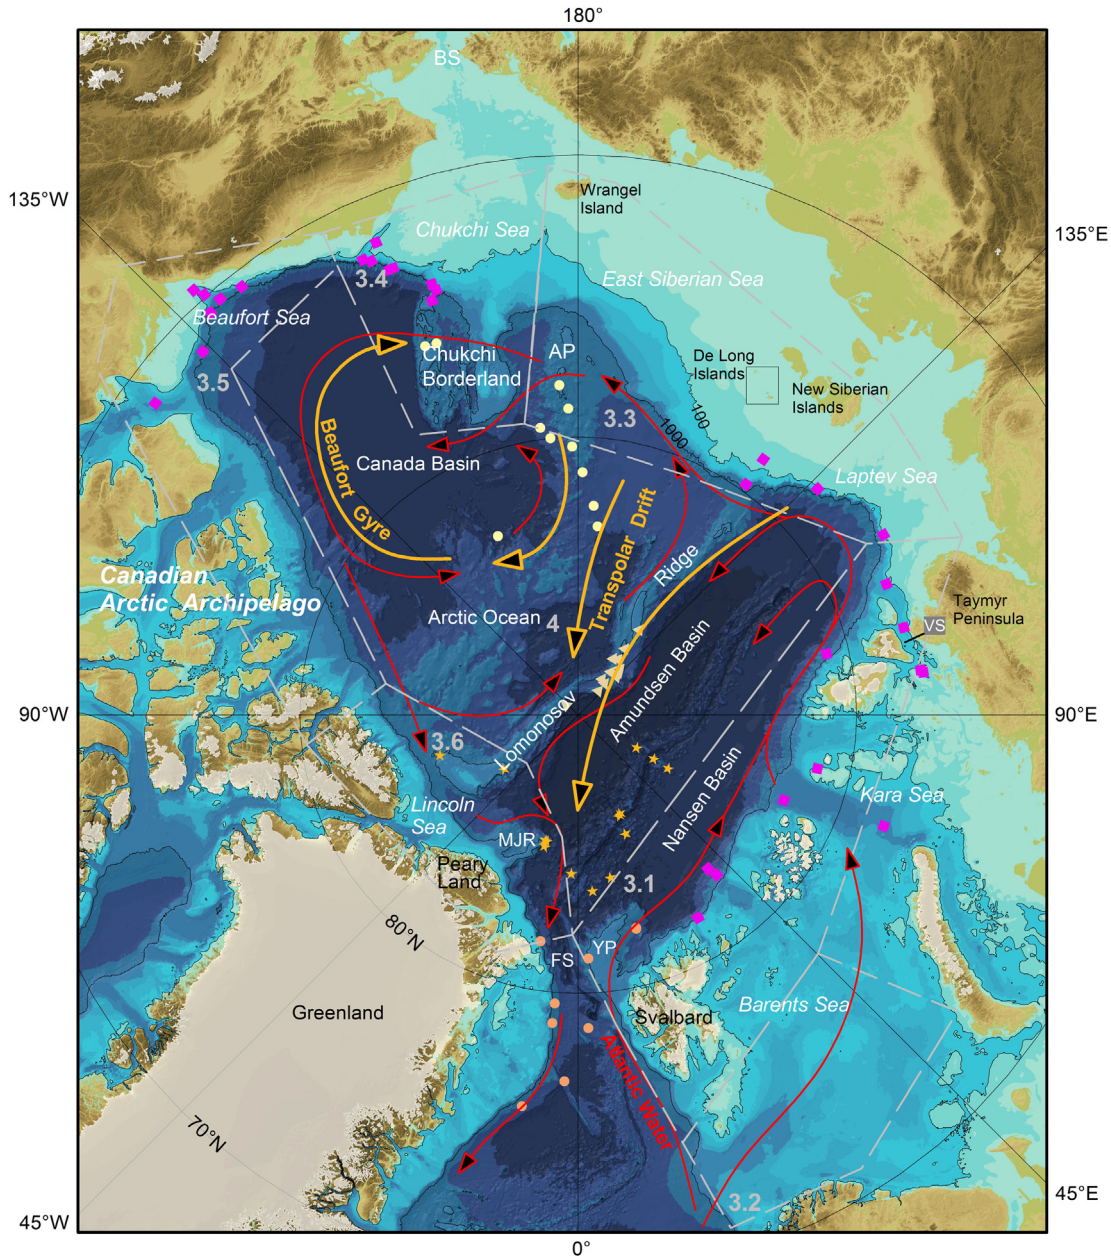 180°
BS
135°W
Wrangel
Island
Chukchi Sea
135°E
3.4
East Siberian Sea
Beaufort Sea
Chukchi
Borderland
AP
De Long
Islands
New Siberian
Islands
3.5
100
3.3
1000
Beaufort Gyre
Canada Basin
Laptev Sea
Transpolar Drift
Ridge
Canadian
Arctic Archipelago
Arctic Ocean
4
Taymyr
Peninsula
VS
Amundsen Basin
90°W
90°E
3.6
Lomonosov
Nansen Basin
Kara Sea
Lincoln
Sea
MJR
Peary
Land
3.1
80°N
YP
FS
Greenland
Svalbard
Barents Sea
Atlantic Water
70°N
3.2
45°W
45°E
0°